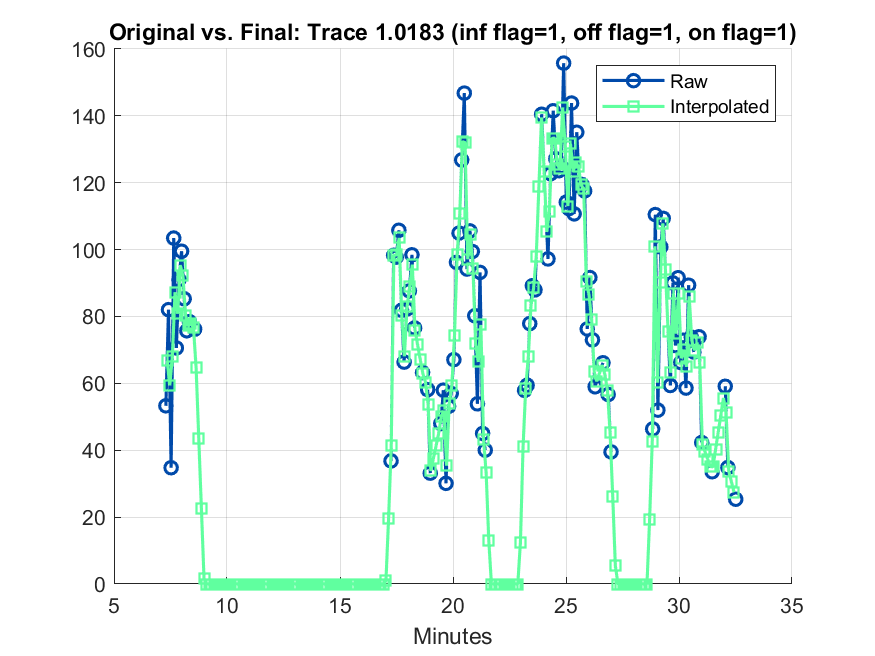 Original vs. Final: Trace 1.0183 (inf flag=1, off flag=1, on flag=1)
160
140
120
100
80
60
40
20
0
Raw
Interpolated
5 10 15 20 25 30 35
Minutes